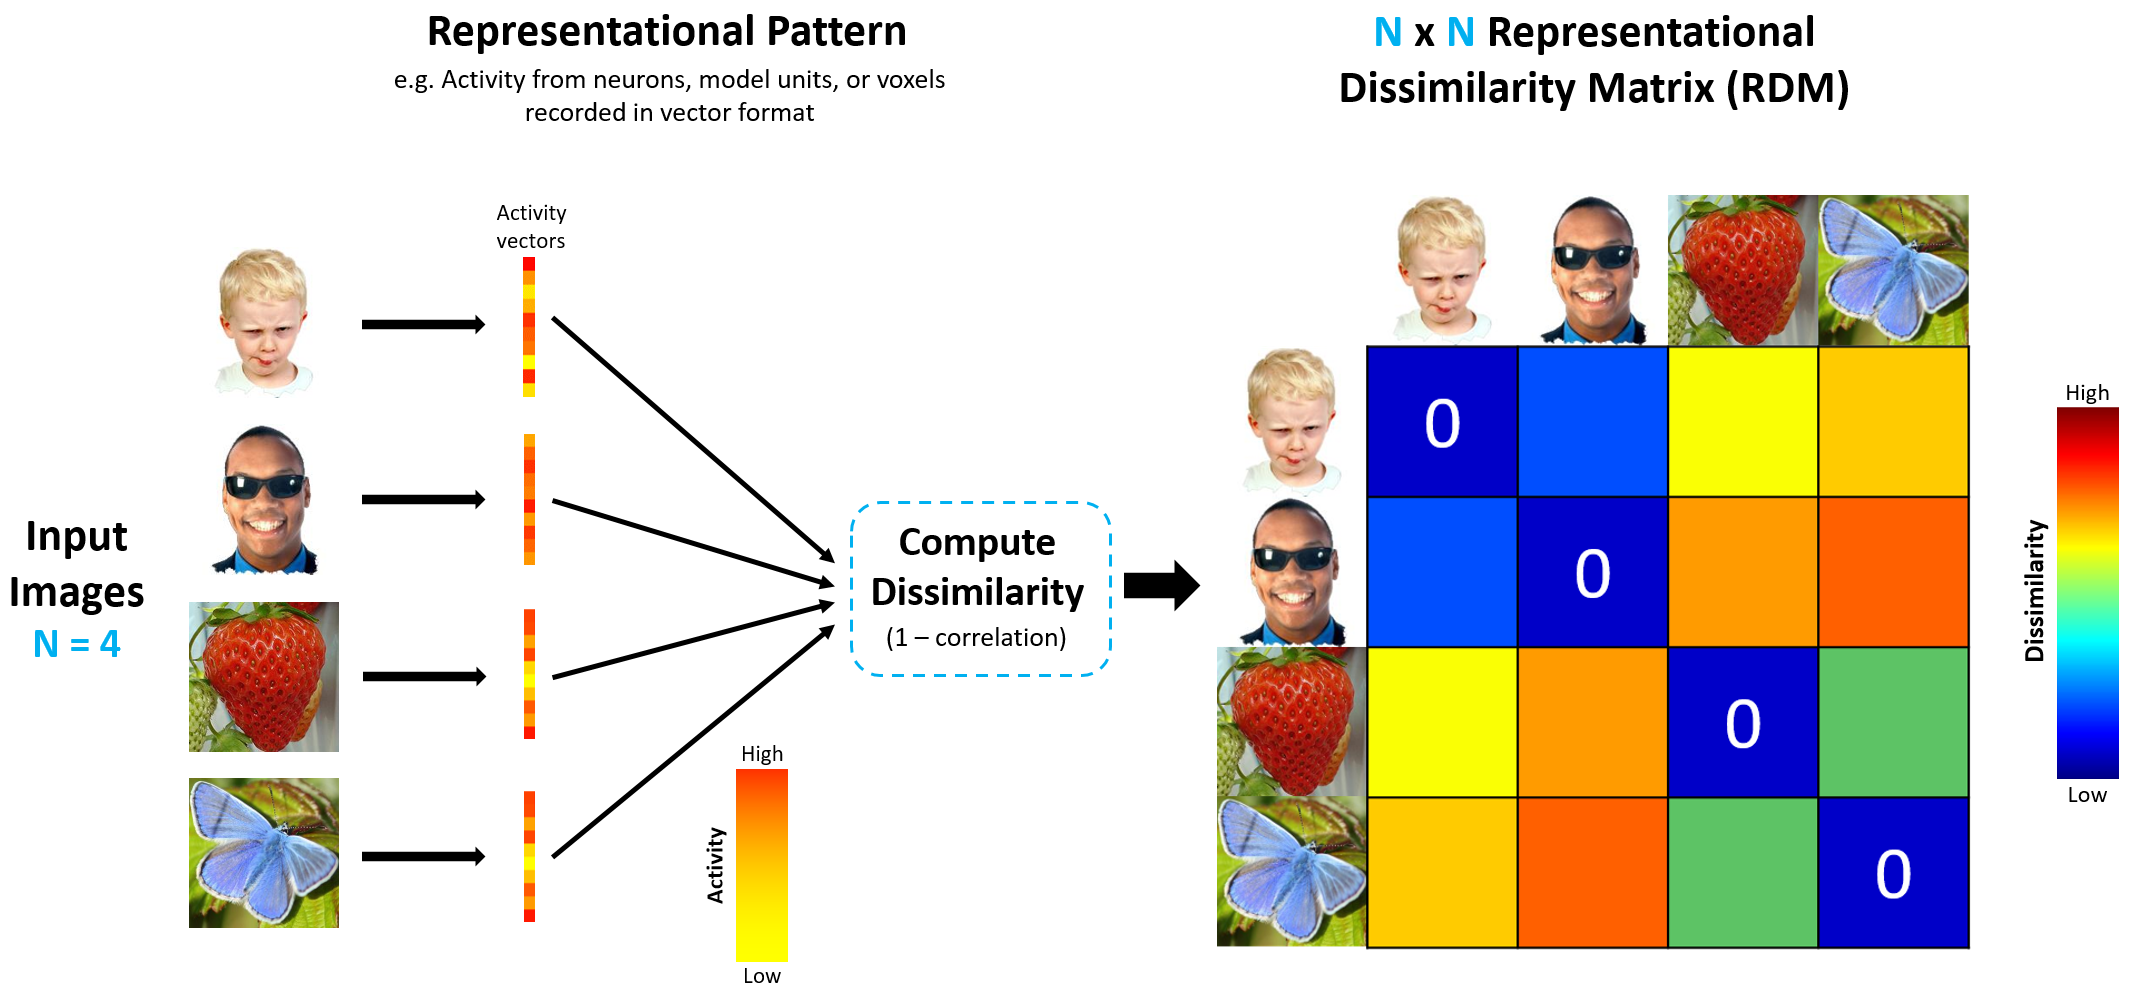 Representational Pattern
e.g. Activity from neurons, model units, or voxels
recorded in vector format
N x N Representational
Dissimilarity Matrix (RDM)
Activity
vectors
Input
Images
N = 4
Compute
Dissimilarity
(1 – correlation)
High
Activity
Low
0
0
0
0
High
Dissimilarity
Low